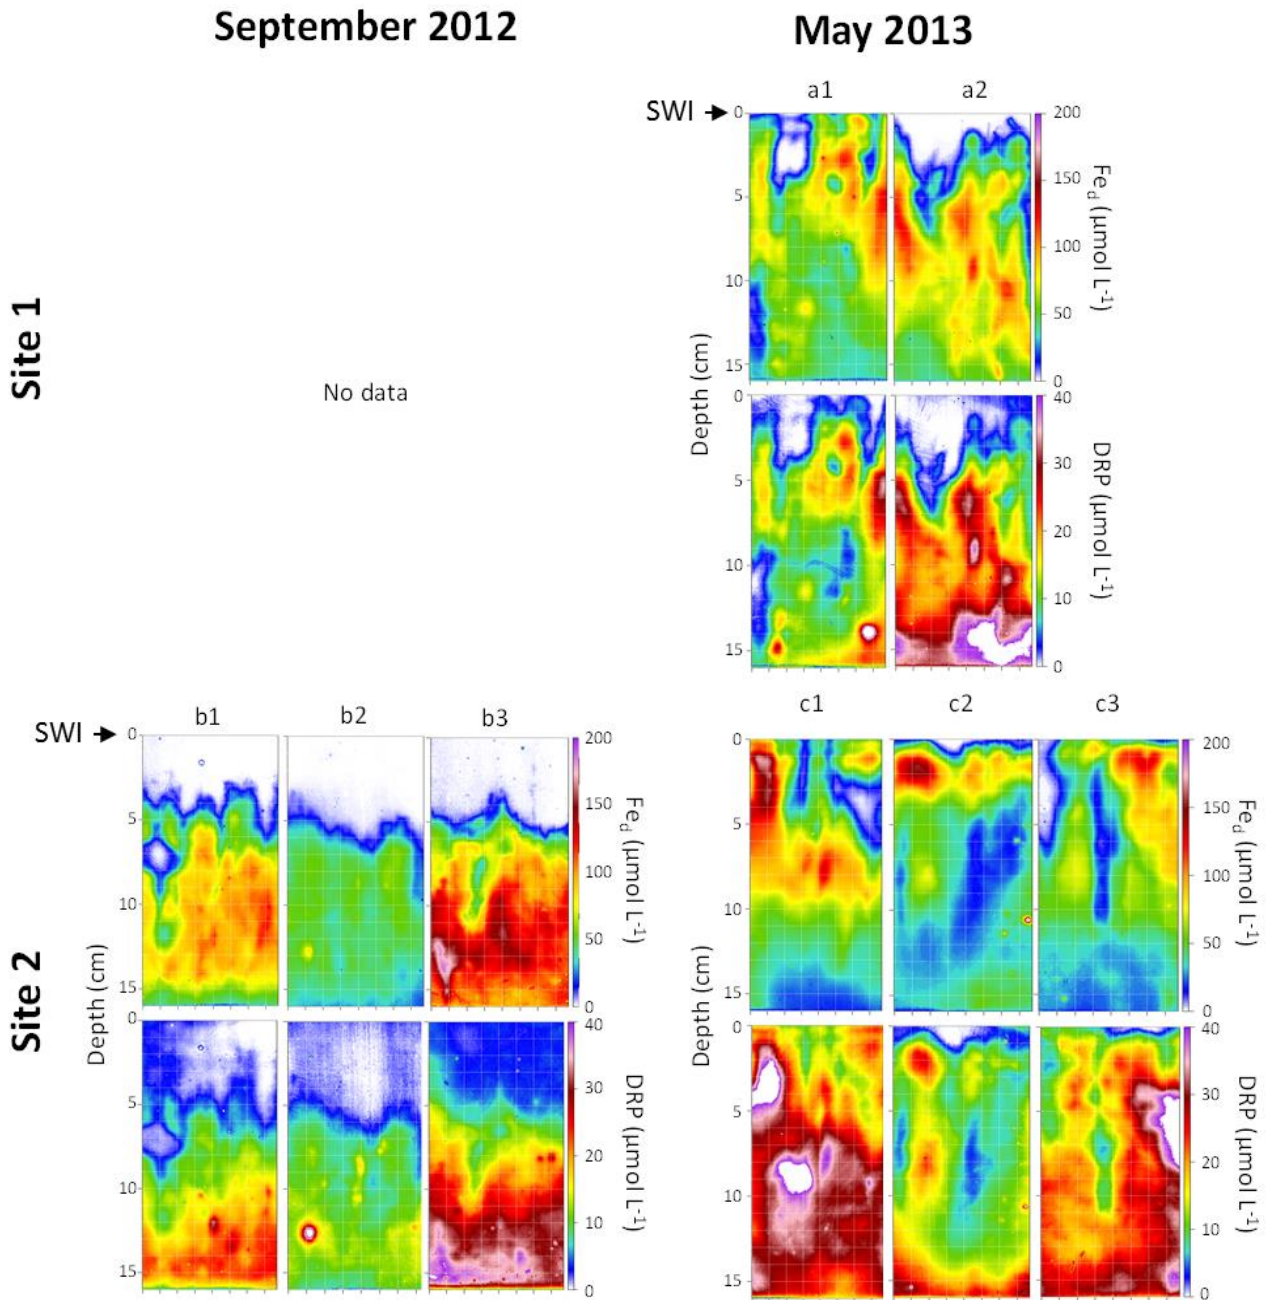 September 2012
May 2013
a1
a2
SWI
0
5
10
15
200
150
100
50
0
Fed (μmol L-1)
Site 1
No data
Depth (cm)
0
5
10
15
40
30
20
10
0
DRP (μmol L-1)
b1
b2
b3
SWI
0
5
10
15
200
150
100
50
0
Fed (μmol L-1)
c1
c2
c3
0
5
10
15
200
150
100
50
0
Fed (μmol L-1)
Site 2
Depth (cm)
0
5
10
15
40
30
20
10
0
DRP (μmol L-1)
Depth (cm)
0
5
10
15
40
30
20
10
0
DRP (μmol L-1)